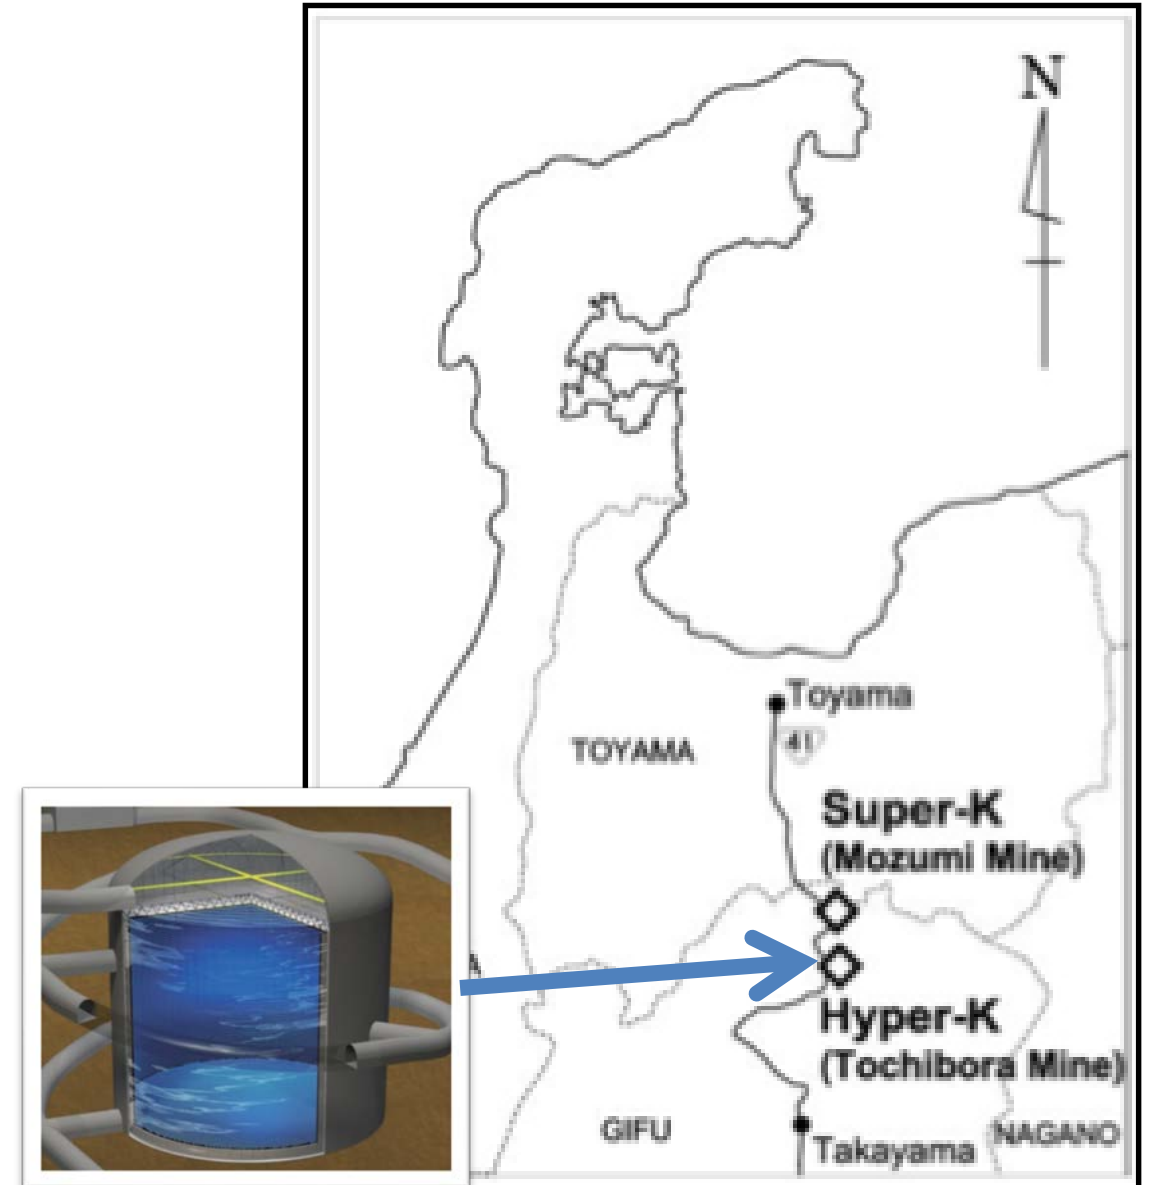 N
Toyama
41
TOYAMA
Super-K
(Mozumi Mine)
Hyper-K
(Tochibora Mine)
GIFU
NAGANO
Takayama